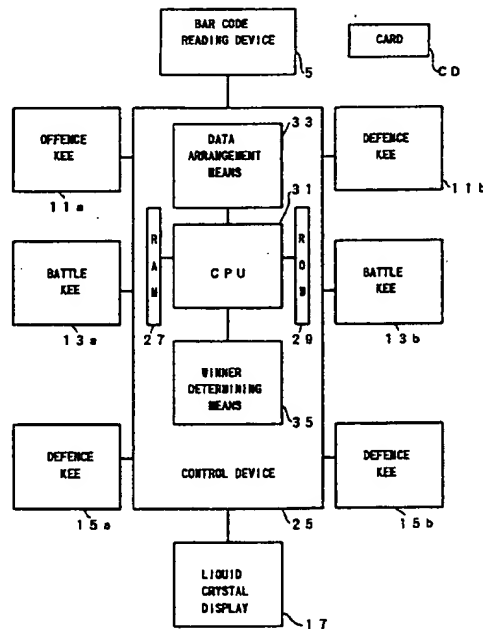 BAR CODE
READING DEVICE
5
CARD
CD
OFFENCE
KEE
11a
DATA
ARRANGEMENT
MEANS
33
DEFENCE
KEE
11b
31
BATTLE
KEE
13a
RAM
27
CPU
ROM
29
BATTLE
KEE
13b
WINNER
DETERMINING
MEANS
35
DEFENCE
KEE
15a
CONTROL DEVICE
25
DEFENCE
KEE
15b
LIQUID
CRYSTAL
DISPLAY
17